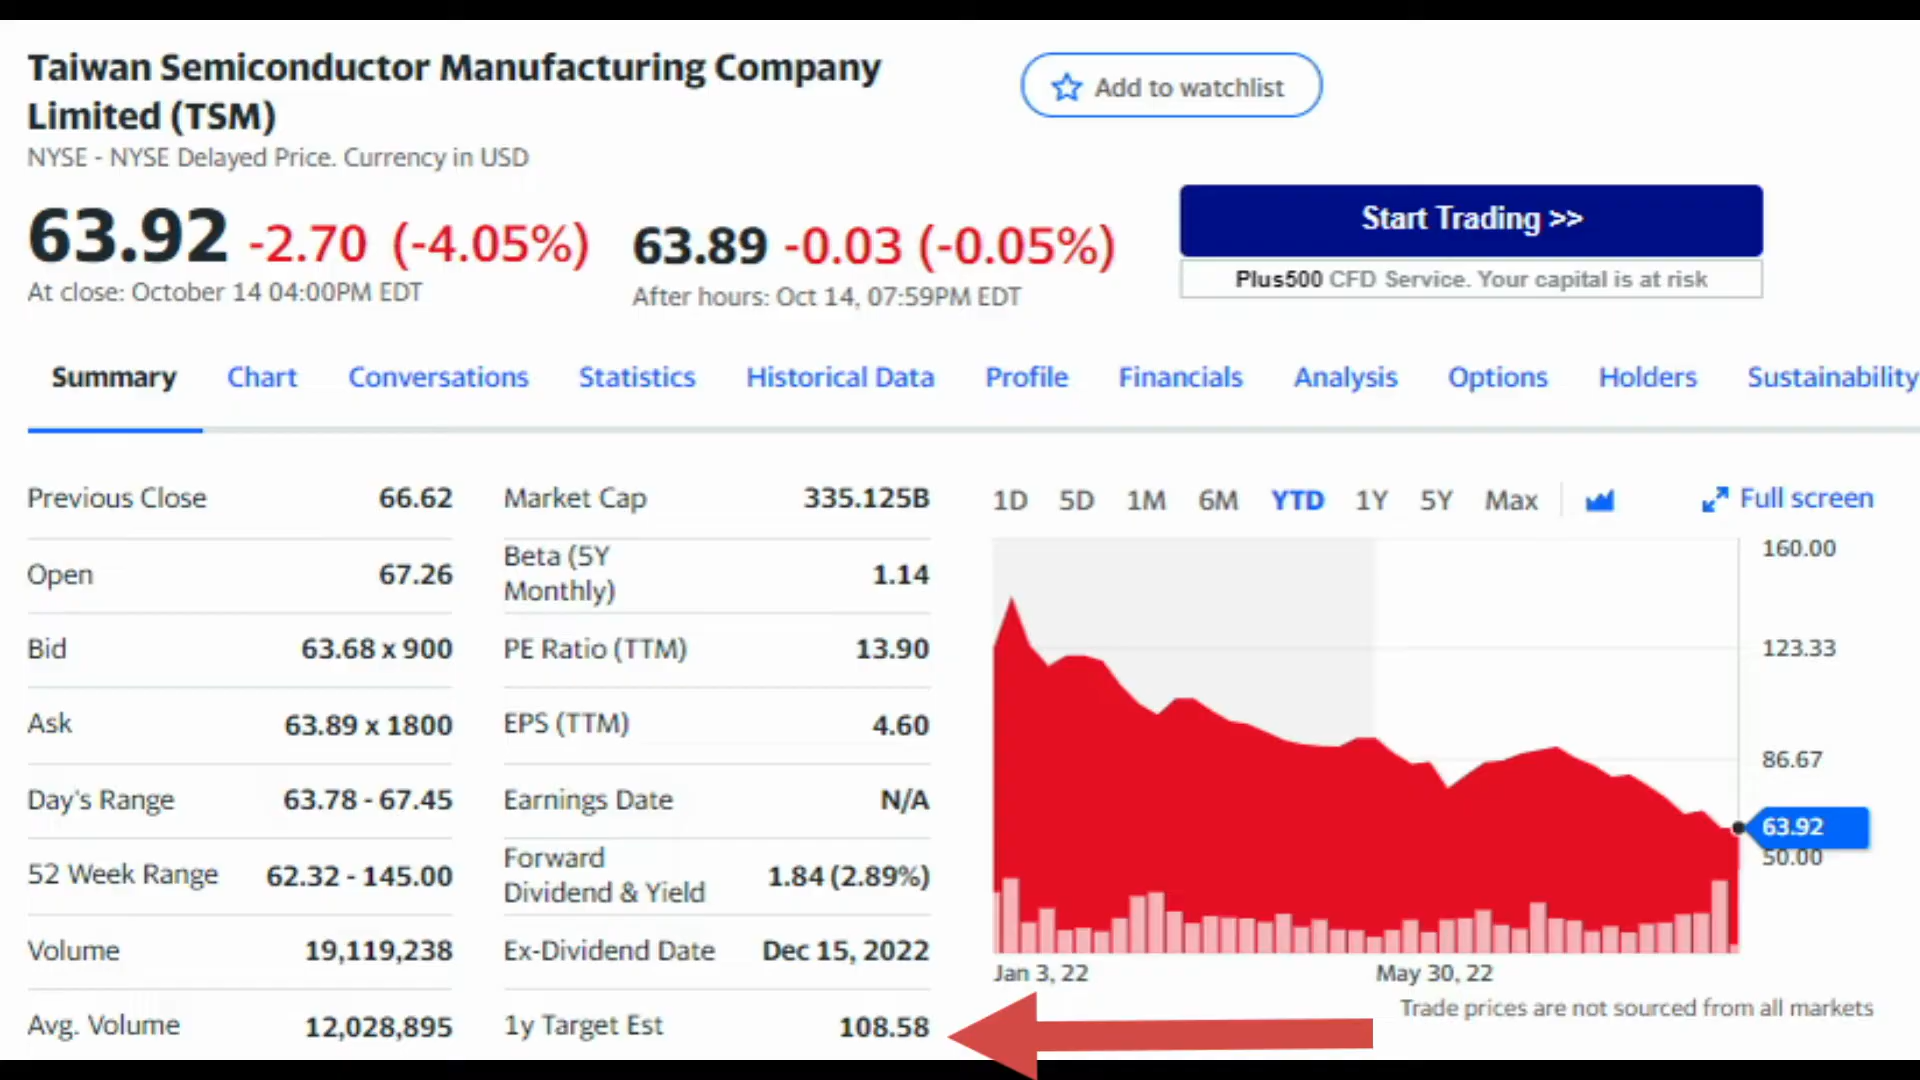 Taiwan Semiconductor Manufacturing Company
Limited (TSM)
Add to watchlist
NYSE - NYSE Delayed Price. Currency in USD
63.92 -2.70 (-4.05%) 63.89 -0.03 (-0.05%)
At close: October 14 04:00PM EDT
After hours: Oct 14, 07:59PM EDT
Start Trading >>
Plus500 CFD Service. Your capital is at risk
Summary Chart Conversations Statistics Historical Data Profile Financials Analysis Options Holders Sustainability
Previous Close 66.62
Open 67.26
Bid 63.68 x 900
Ask 63.89 x 1800
Day's Range 63.78 - 67.45
52 Week Range 62.32 - 145.00
Volume 19,119,238
Avg. Volume 12,028,895
Market Cap 335.125B
Beta (5Y
Monthly) 1.14
PE Ratio (TTM) 13.90
EPS (TTM) 4.60
Earnings Date N/A
Forward
Dividend & Yield 1.84 (2.89%)
Ex-Dividend Date Dec 15, 2022
1y Target Est 108.58
1D 5D 1M 6M YTD 1Y 5Y Max Full screen
160.00
123.33
86.67
63.92
50.00
Jan 3, 22 May 30, 22
Trade prices are not sourced from all markets